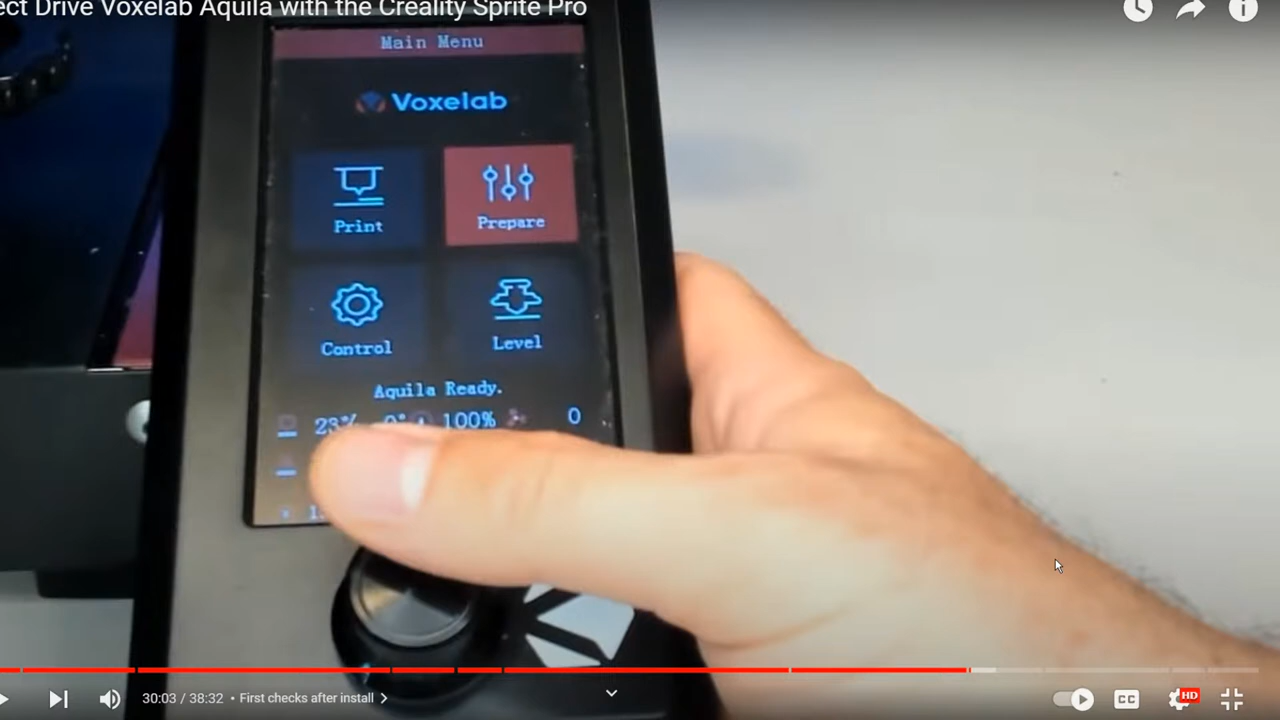 ect Drive Voxelab Aquila with the Creality Sprite Pro
Main Menu
Voxelab
Print
Prepare
Control
Level
Aquila Ready.
100%
0
30:03 / 38:32 • First checks after install
CC
HD